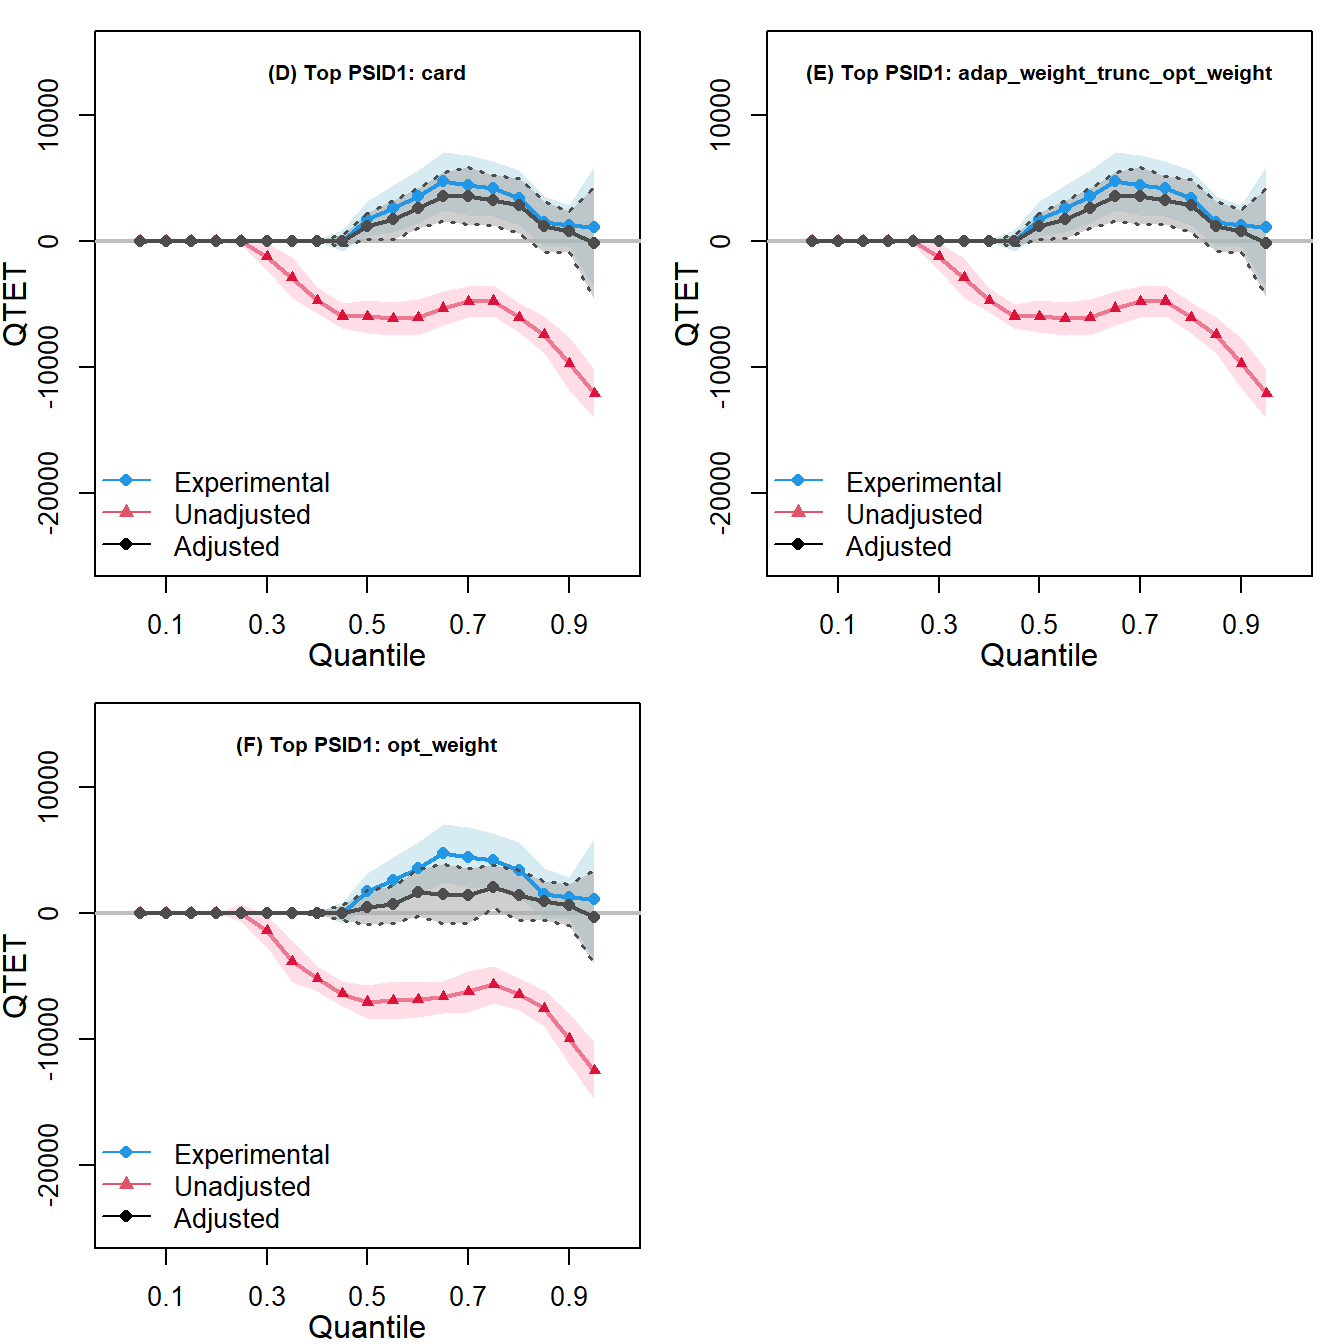 (D) Top PSID1: card
QTET
10000
0
-10000
-20000
Experimental
Unadjusted
Adjusted
0.1 0.3 0.5 0.7 0.9
Quantile
(E) Top PSID1: adap_weight_trunc_opt_weight
QTET
10000
0
-10000
-20000
Experimental
Unadjusted
Adjusted
0.1 0.3 0.5 0.7 0.9
Quantile
(F) Top PSID1: opt_weight
QTET
10000
0
-10000
-20000
Experimental
Unadjusted
Adjusted
0.1 0.3 0.5 0.7 0.9
Quantile